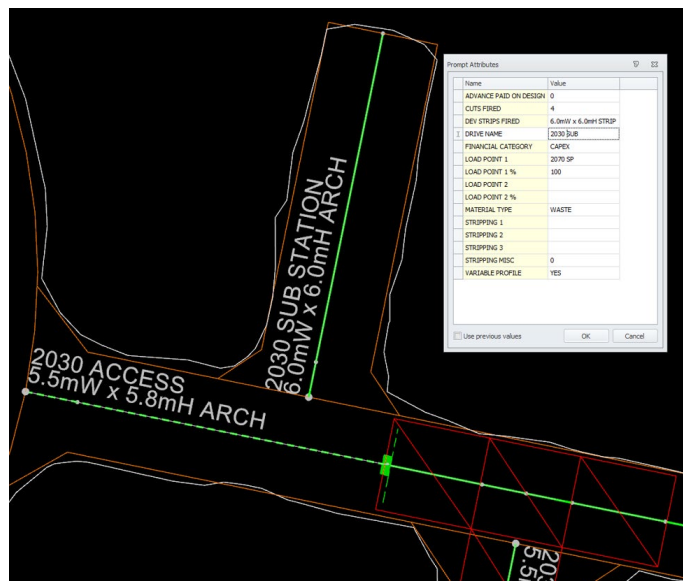 Prompt Attributes
Name Value
ADVANCE PAID ON DESIGN 0
CUTS FIRED 4
DEV STRIPS FIRED 6.0mW x 6.0mH STRIP
DRIVE NAME 2030 SUB
FINANCIAL CATEGORY CAPEX
LOAD POINT 1 2070 SP
LOAD POINT 1 % 100
LOAD POINT 2
LOAD POINT 2 %
MATERIAL TYPE WASTE
STRIPPING 1
STRIPPING 2
STRIPPING 3
STRIPPING MISC 0
VARIABLE PROFILE YES
Use previous values OK Cancel
2030 SUB STATION
6.0mW x 6.0mH ARCH
2030 ACCESS
5.5mW x 5.8mH ARCH
203
5.5